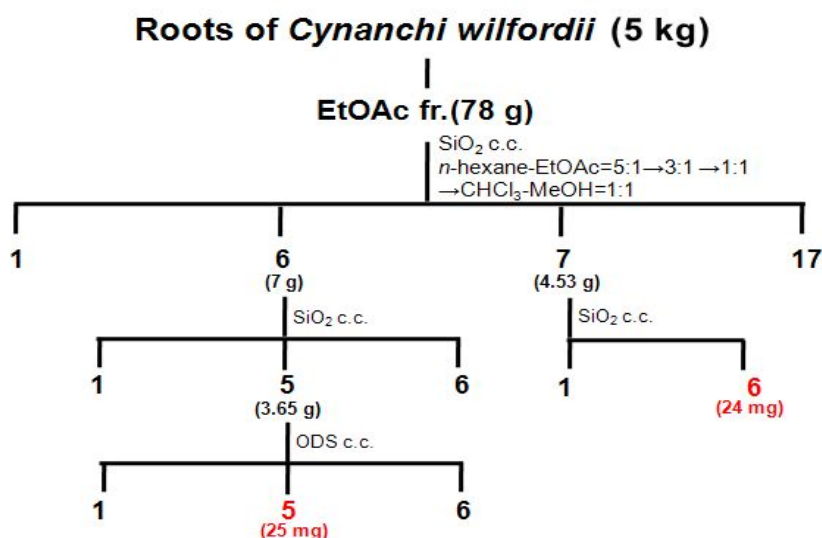 Roots of Cynanchi wilfordii (5 kg)
EtOAc fr.(78 g)
SiO2 c.c.
n-hexane-EtOAc=5:1→3:1 →1:1
→CHCl3-MeOH=1:1
1 6 7 17
(7 g) (4.53 g)
SiO2 c.c. SiO2 c.c.
1 5 6 1 6
(3.65 g) (24 mg)
ODS c.c.
1 5 6
(25 mg)